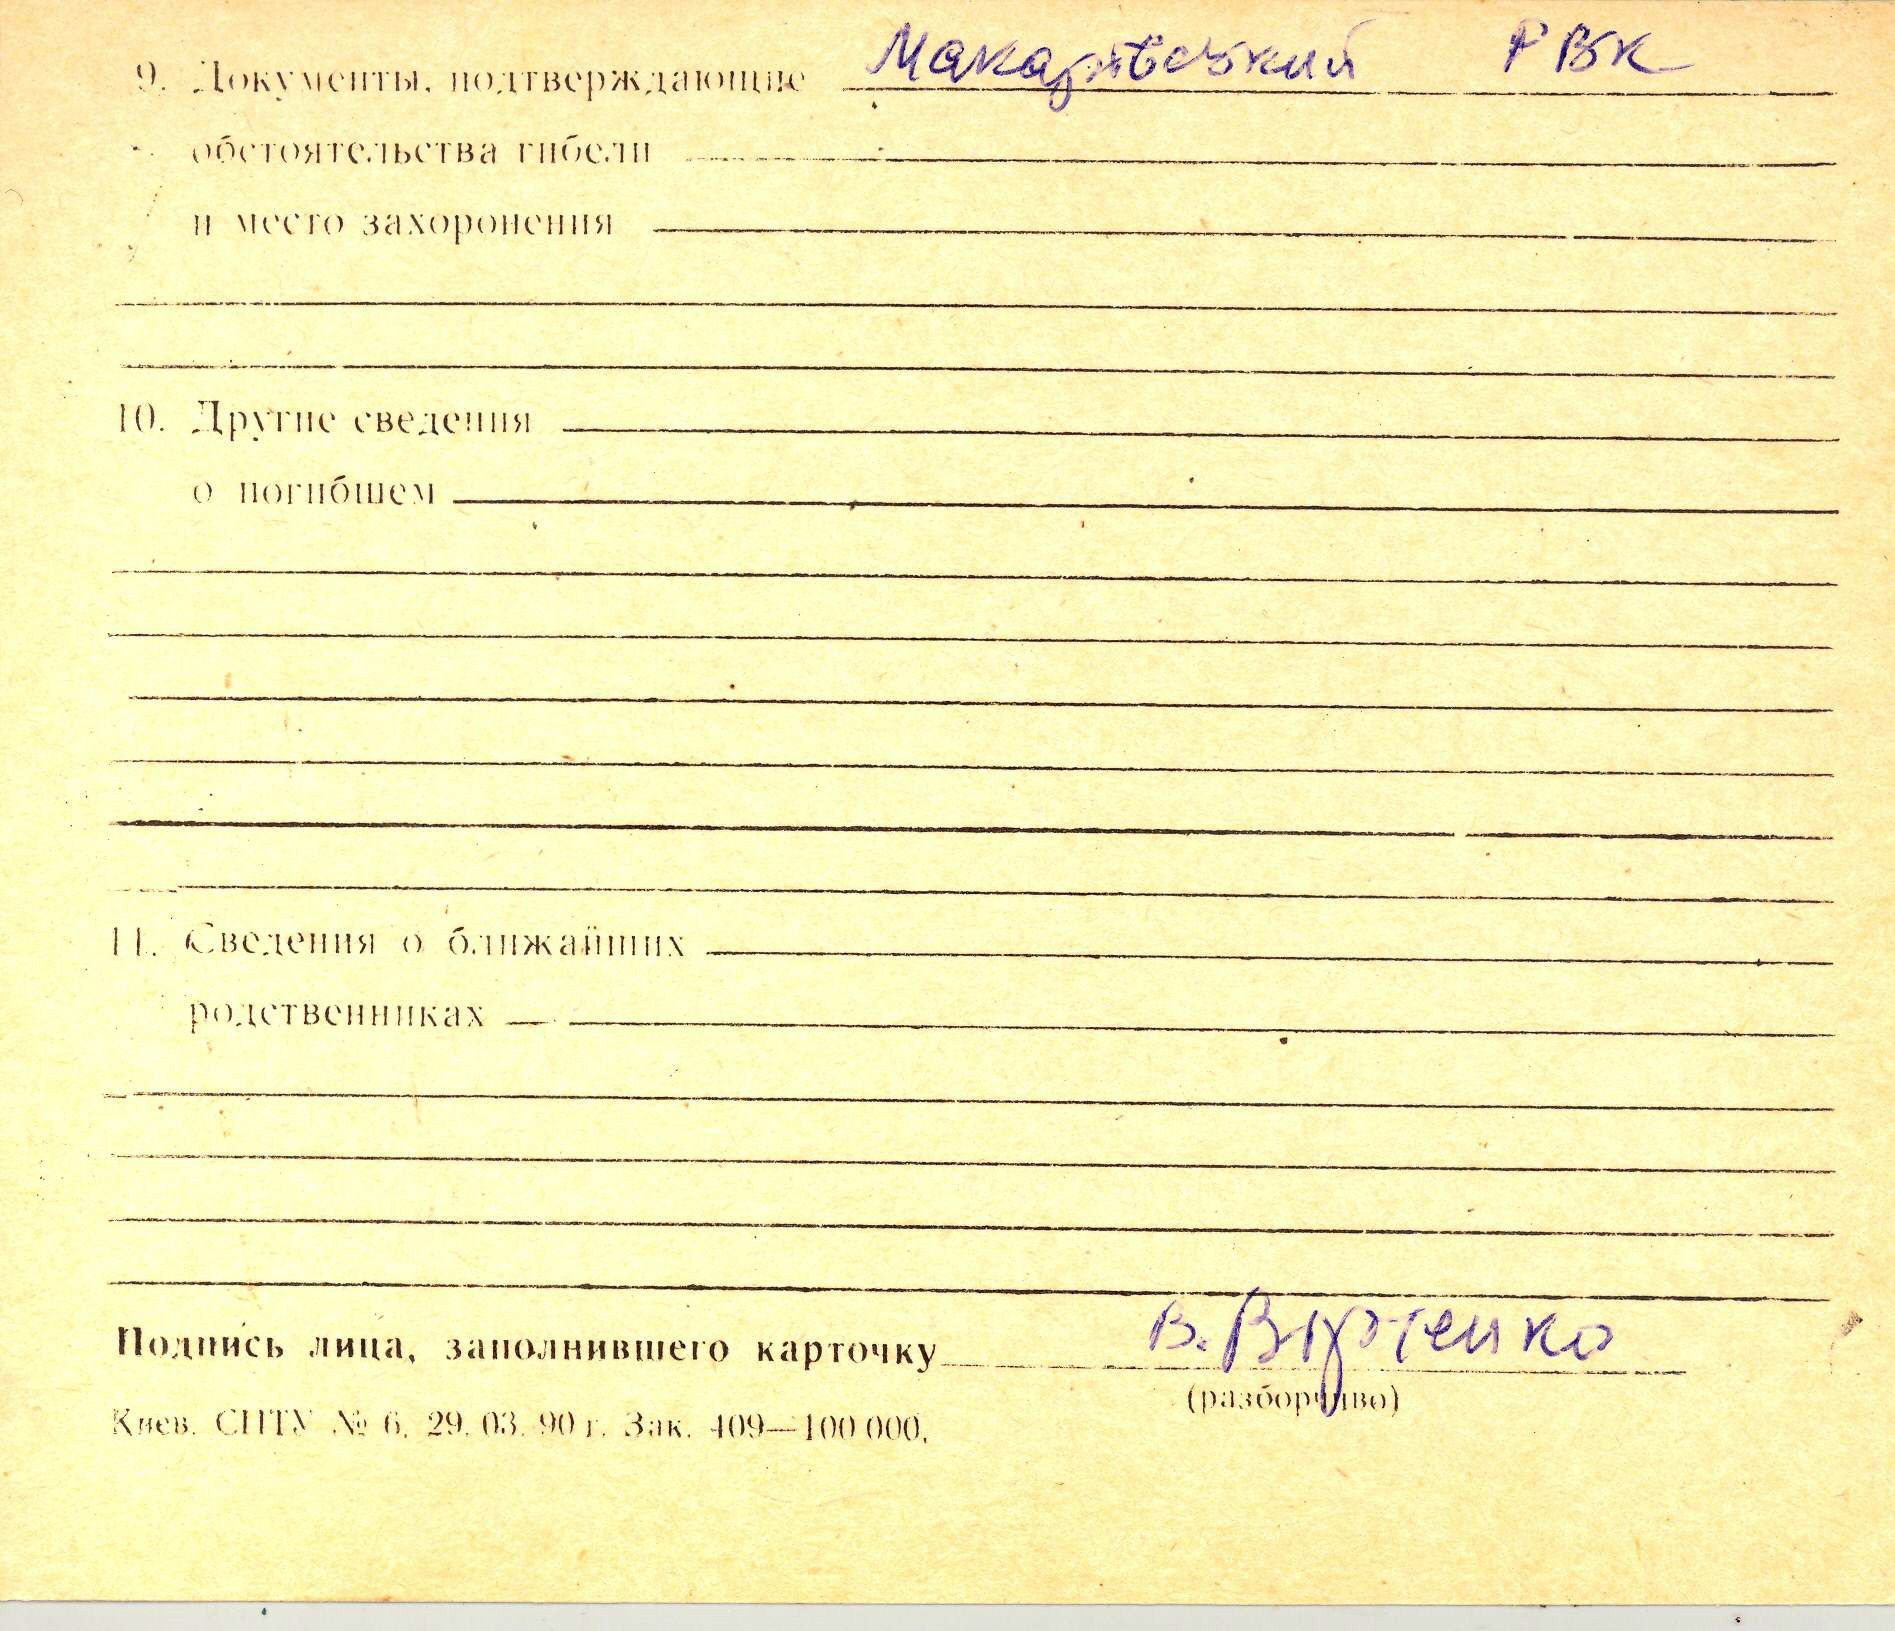 9. Документы, подтверждающие Макаровский РВК
обстоятельства гибели
и место захоронения
10. Другие сведения
о погибшем
11. Сведения о ближайших
родственниках
Подпись лица, заполнившего карточку В.
(разборчиво)
Киев. СПТУ № 6. 29. 03. 90 г. Зак. 409—100 000.